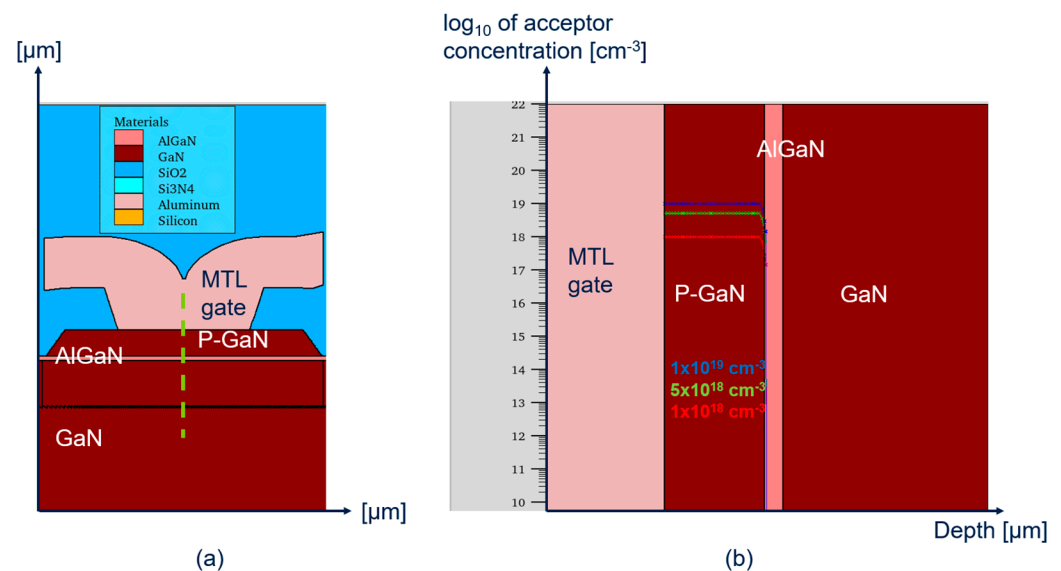 [µm]
Materials
AlGaN
GaN
SiO2
Si3N4
Aluminum
Silicon
MTL
gate
P-GaN
AlGaN
GaN
[µm]
(a)
log₁₀ of acceptor
concentration [cm⁻³]
22
21
20
19
18
17
16
15
14
13
12
11
10
AlGaN
MTL
gate
P-GaN
GaN
1x10¹⁹ cm⁻³
5x10¹⁸ cm⁻³
1x10¹⁸ cm⁻³
Depth [µm]
(b)